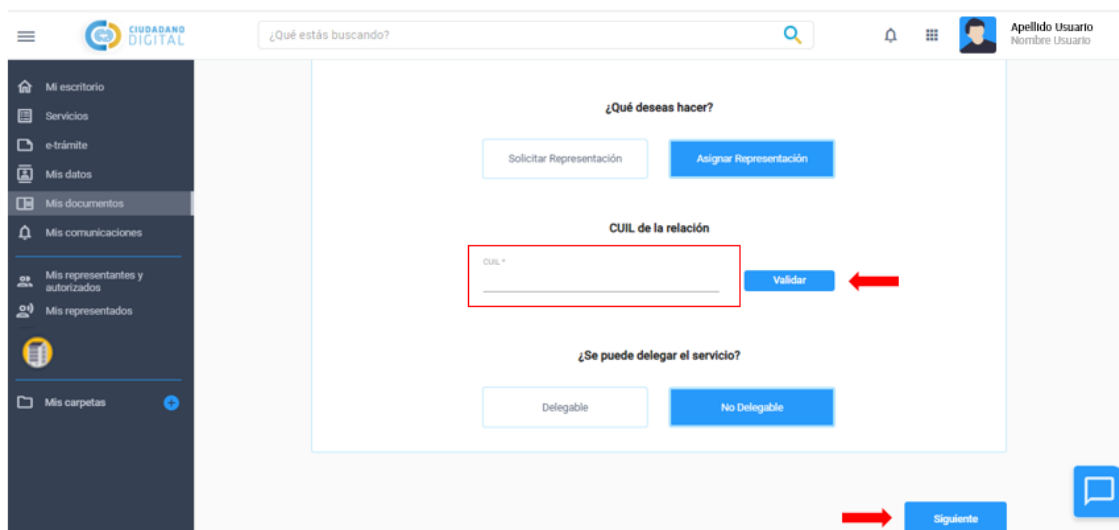 CIUDADANO
DIGITAL
¿Qué estás buscando?
Apellido Usuario
Nombre Usuario
Mi escritorio
Servicios
e-trámite
Mis datos
Mis documentos
Mis comunicaciones
Mis representantes y
autorizados
Mis representados
Mis carpetas
¿Qué deseas hacer?
Solicitar Representación
Asignar Representación
CUIL de la relación
CUIL *
Validar
¿Se puede delegar el servicio?
Delegable
No Delegable
Siguiente